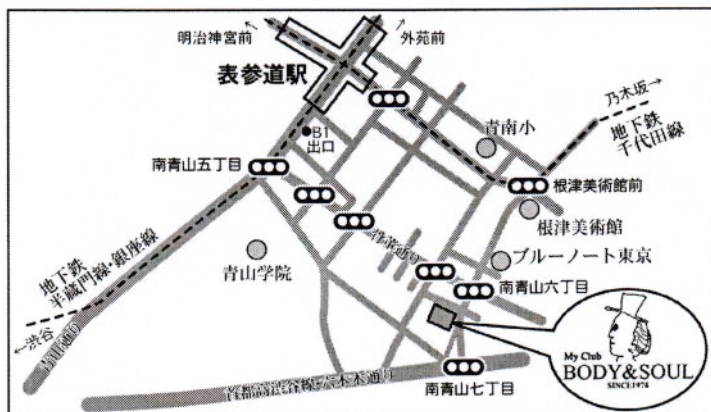 明治神宮前
外苑前
表参道駅
乃木坂→
地下鉄
千代田線
青南小
●B1
出口
南青山五丁目
根津美術館前
根津美術館
骨董通り
ブルーノート東京
青山学院
地下鉄
半蔵門線・銀座線
南青山六丁目
←渋谷
青山通り
首都高渋谷線・六本木通り
南青山七丁目
My Club
BODY&SOUL
SINCE1974